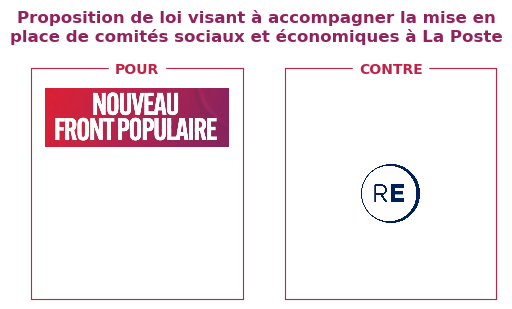 Proposition de loi visant à accompagner la mise en
place de comités sociaux et économiques à La Poste
POUR
CONTRE
NOUVEAU
FRONT POPULAIRE
RE